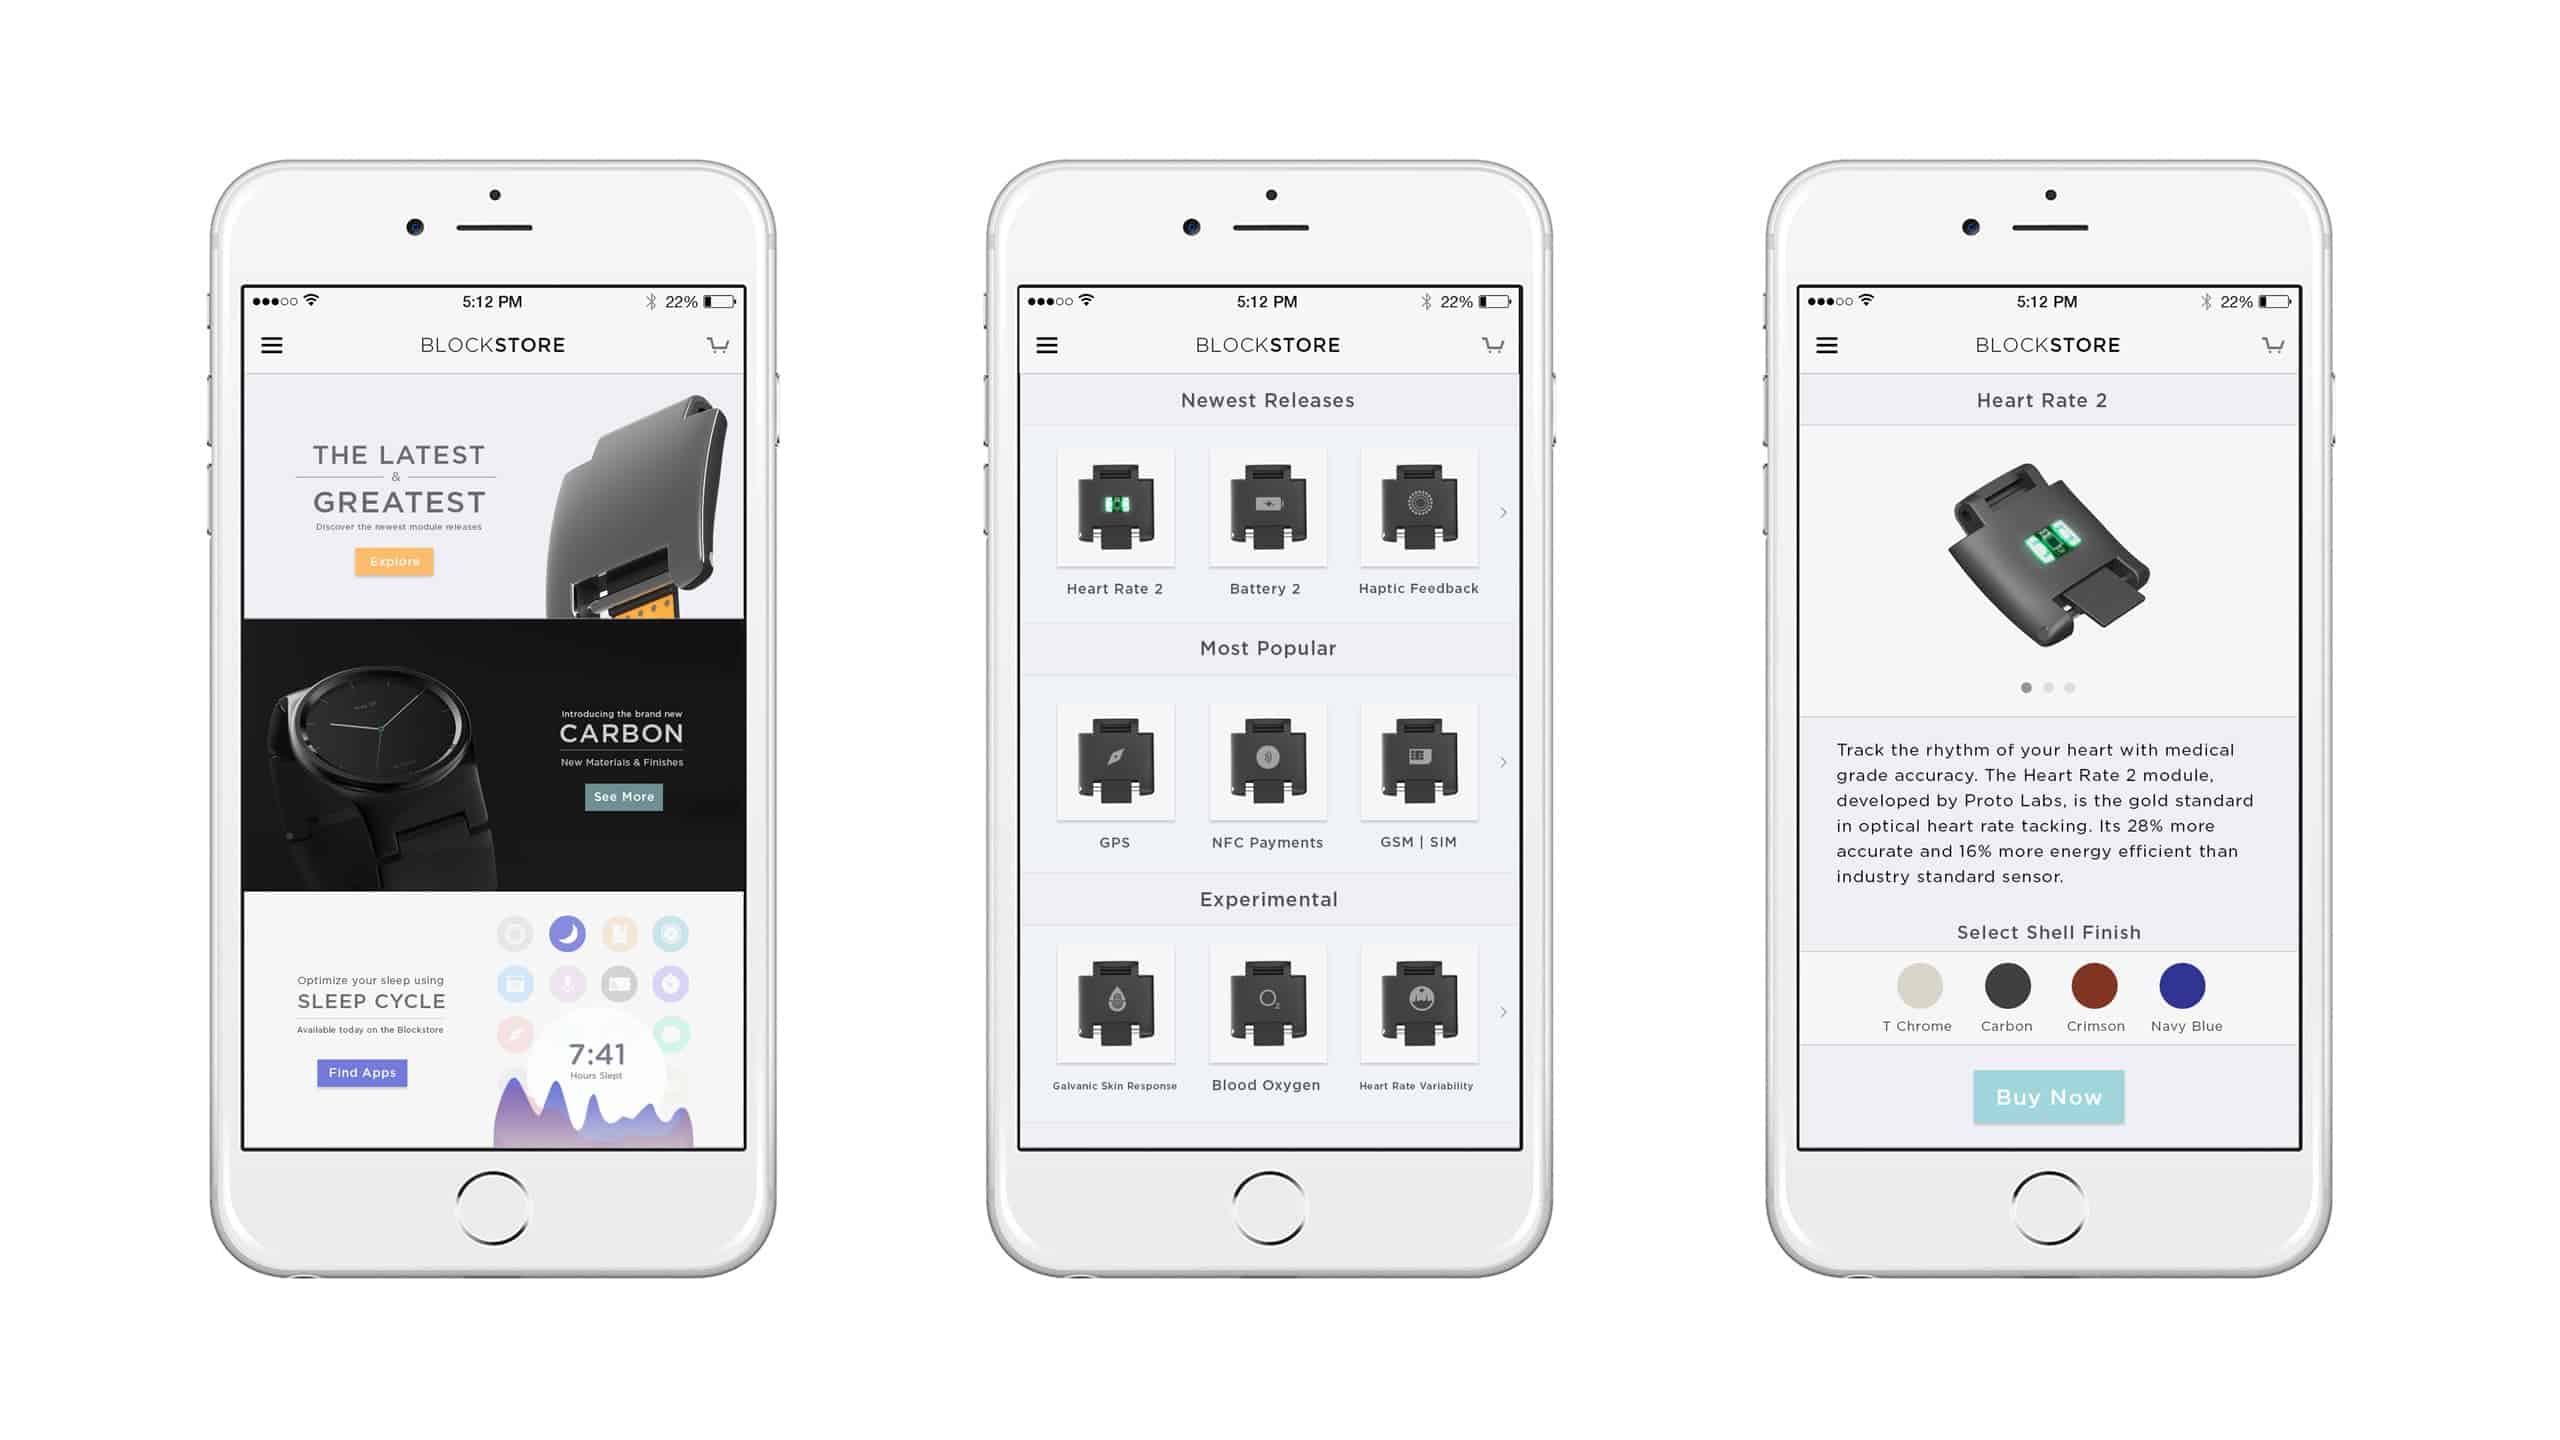 5:12 PM
22%
BLOCKSTORE
THE LATEST
&
GREATEST
Discover the newest module releases
Explore
Introducing the brand new
CARBON
New Materials & Finishes
See More
Optimize your sleep using
SLEEP CYCLE
Available today on the Blockstore
Find Apps
7:41
Hours Slept
5:12 PM
22%
BLOCKSTORE
Newest Releases
Heart Rate 2
Battery 2
Haptic Feedback
Most Popular
GPS
NFC Payments
GSM | SIM
Experimental
O2
Galvanic Skin Response
Blood Oxygen
Heart Rate Variability
5:12 PM
22%
BLOCKSTORE
Heart Rate 2
Track the rhythm of your heart with medical
grade accuracy. The Heart Rate 2 module,
developed by Proto Labs, is the gold standard
in optical heart rate tacking. Its 28% more
accurate and 16% more energy efficient than
industry standard sensor.
Select Shell Finish
T Chrome
Carbon
Crimson
Navy Blue
Buy Now